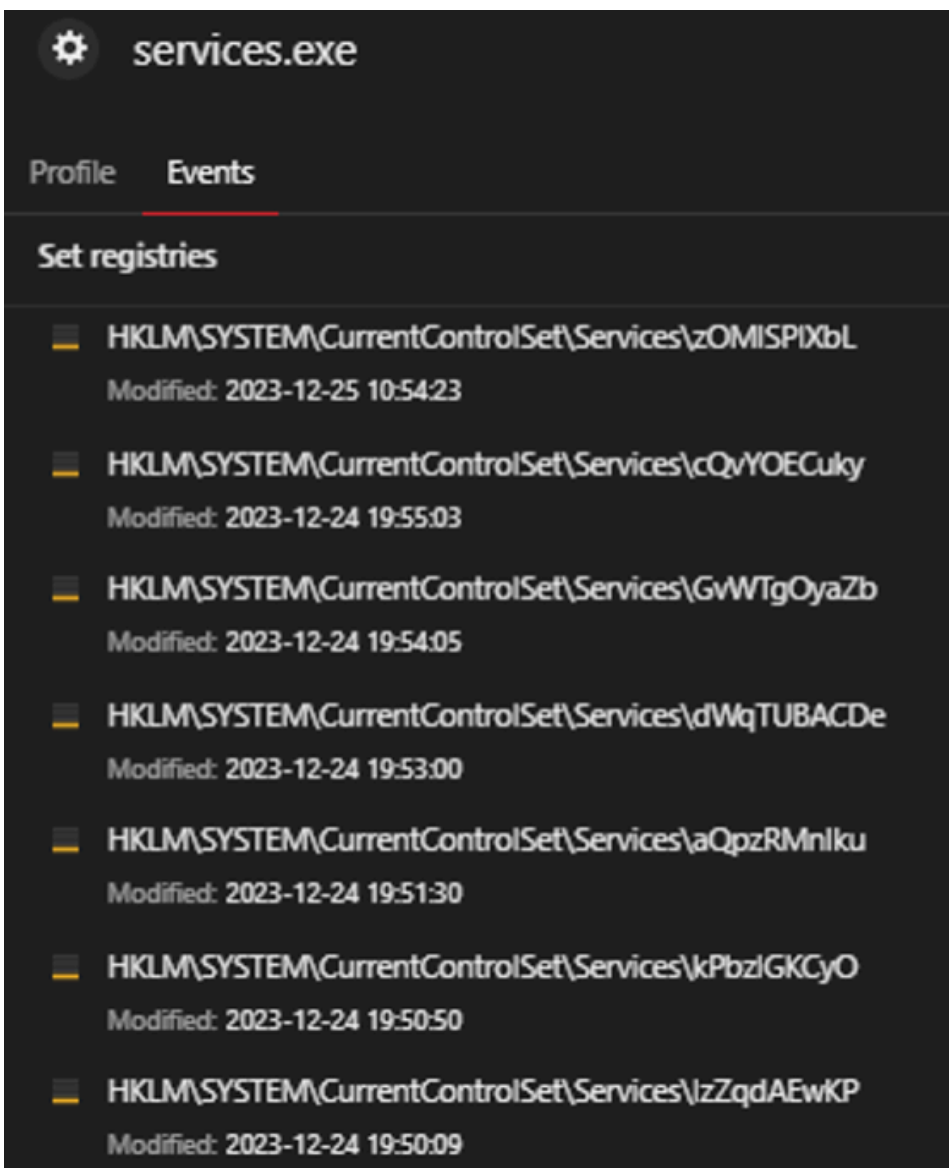 services.exe
Profile Events
Set registries
HKLM\SYSTEM\CurrentControlSet\Services\zOMISPlXbL
Modified: 2023-12-25 10:54:23
HKLM\SYSTEM\CurrentControlSet\Services\cQvYOECuky
Modified: 2023-12-24 19:55:03
HKLM\SYSTEM\CurrentControlSet\Services\GvWTgOyaZb
Modified: 2023-12-24 19:54:05
HKLM\SYSTEM\CurrentControlSet\Services\dWqTUBACDe
Modified: 2023-12-24 19:53:00
HKLM\SYSTEM\CurrentControlSet\Services\aQpzRMnlku
Modified: 2023-12-24 19:51:30
HKLM\SYSTEM\CurrentControlSet\Services\kPbzlGKCyO
Modified: 2023-12-24 19:50:50
HKLM\SYSTEM\CurrentControlSet\Services\lzZqdAEwKP
Modified: 2023-12-24 19:50:09